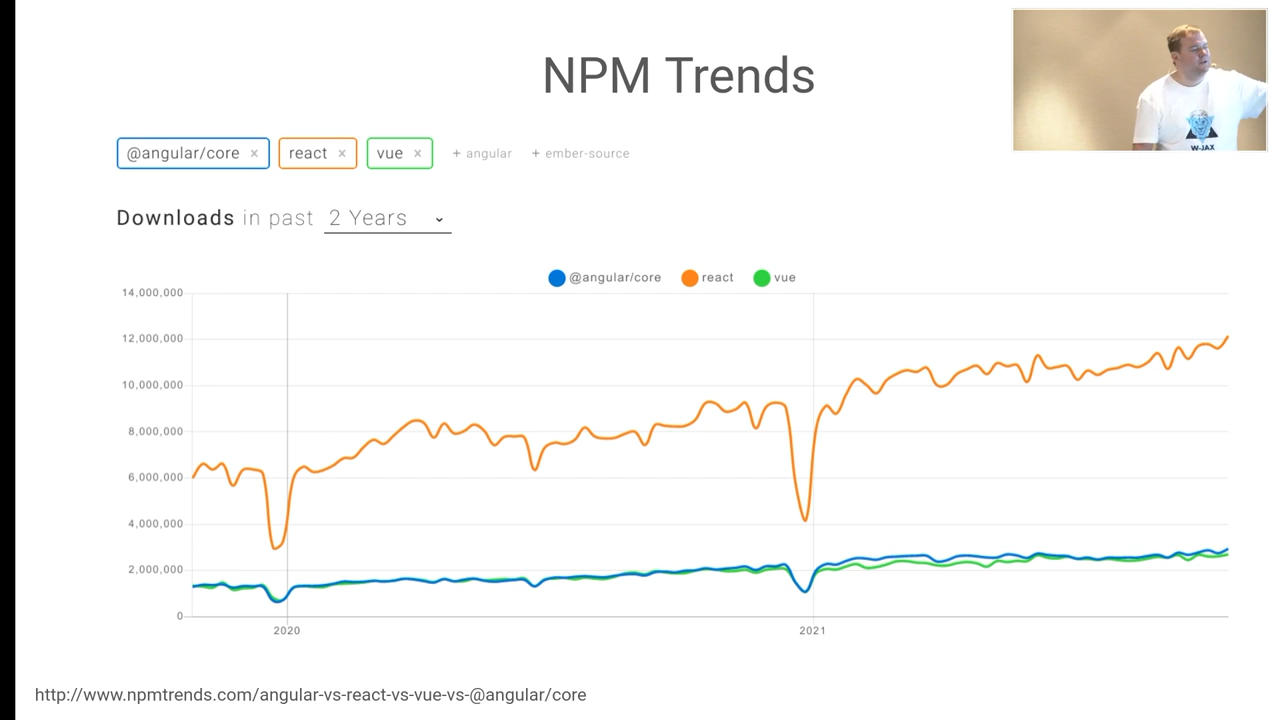 NPM Trends
@angular/core × react × vue × + angular + ember-source
Downloads in past 2 Years
@angular/core react vue
14,000,000
12,000,000
10,000,000
8,000,000
6,000,000
4,000,000
2,000,000
0
2020 2021
http://www.npmtrends.com/angular-vs-react-vs-vue-vs-@angular/core
W-JAX